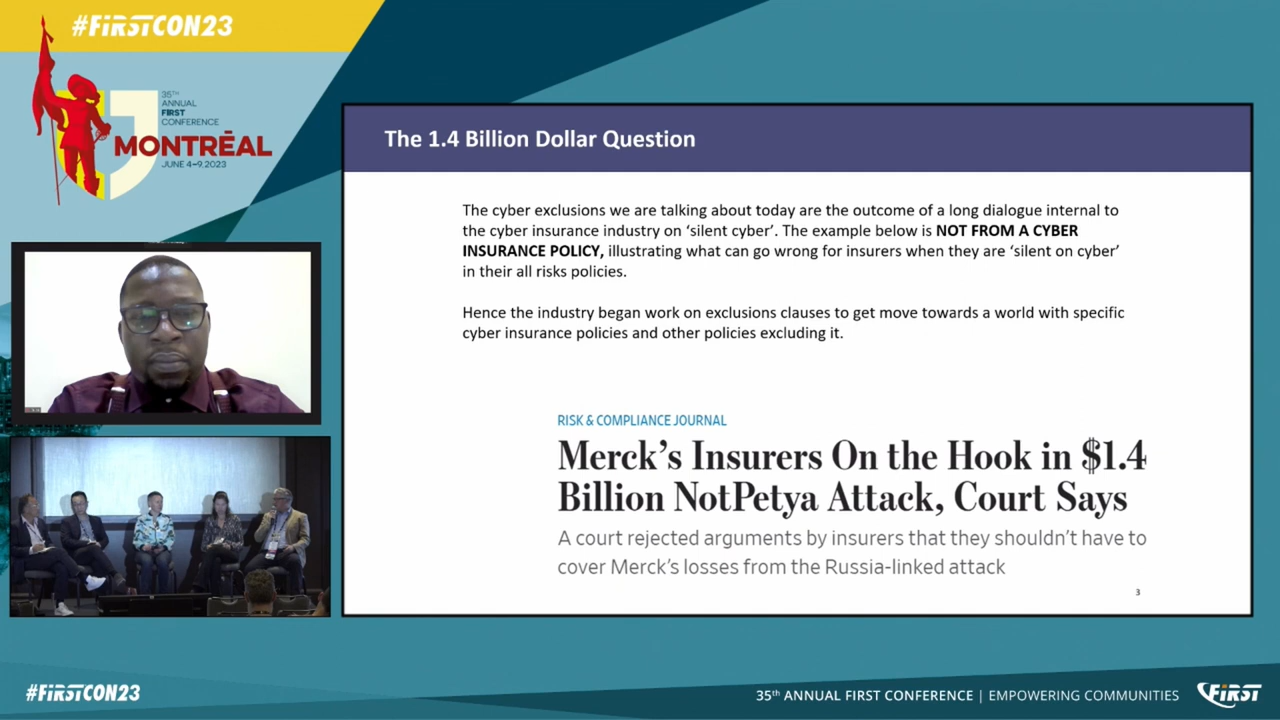 #FiRSTCON23
35TH
ANNUAL
FIRST
CONFERENCE
MONTRÉAL
JUNE 4–9, 2023
The 1.4 Billion Dollar Question
The cyber exclusions we are talking about today are the outcome of a long dialogue internal to
the cyber insurance industry on ‘silent cyber’. The example below is NOT FROM A CYBER
INSURANCE POLICY, illustrating what can go wrong for insurers when they are ‘silent on cyber’
in their all risks policies.
Hence the industry began work on exclusions clauses to get move towards a world with specific
cyber insurance policies and other policies excluding it.
RISK & COMPLIANCE JOURNAL
Merck’s Insurers On the Hook in $1.4
Billion NotPetya Attack, Court Says
A court rejected arguments by insurers that they shouldn’t have to
cover Merck’s losses from the Russia-linked attack
3
#FiRSTCON23
35th ANNUAL FIRST CONFERENCE | EMPOWERING COMMUNITIES
FiRST